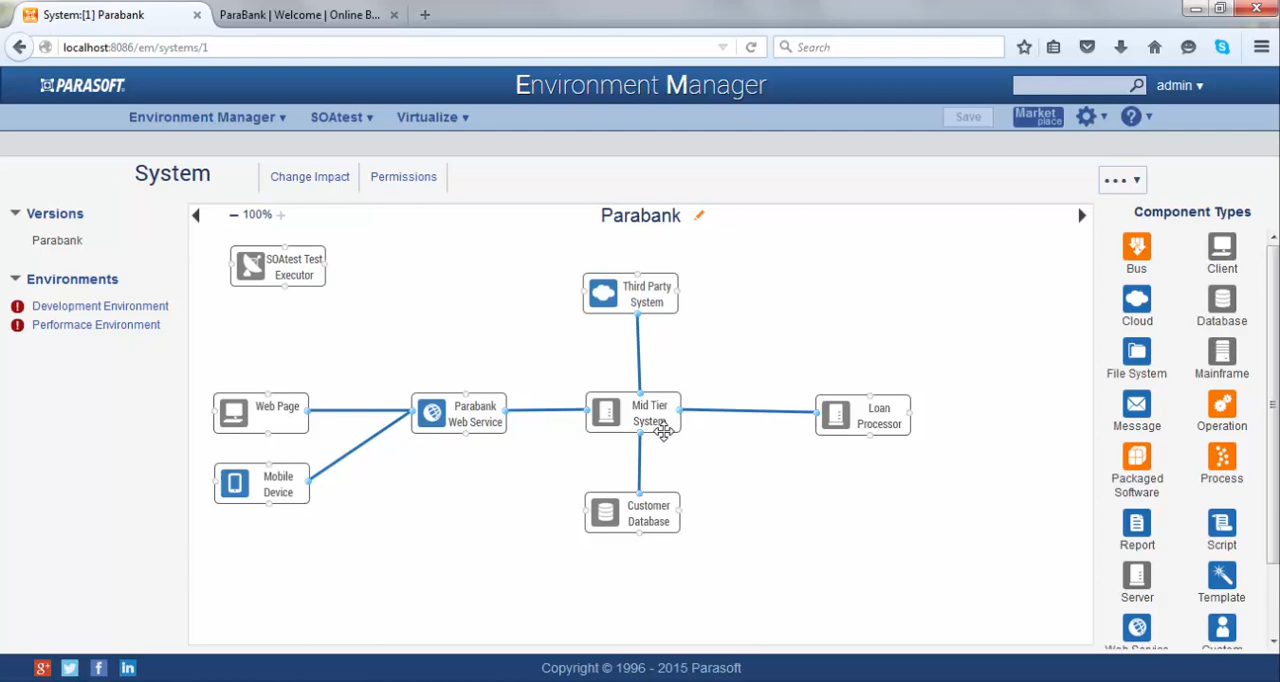 System:[1] Parabank
ParaBank | Welcome | Online B...
localhost:8086/em/systems/1
Search
PARASOFT
Environment Manager
admin
Environment Manager
SOAtest
Virtualize
Save
Market place
System
Change Impact
Permissions
Versions
Parabank
Environments
Development Environment
Performace Environment
100%
Parabank
SOAtest Test
Executor
Third Party
System
Web Page
Parabank
Web Service
Mid Tier
System
Loan
Processor
Mobile
Device
Customer
Database
Component Types
Bus
Client
Cloud
Database
File System
Mainframe
Message
Operation
Packaged
Software
Process
Report
Script
Server
Template
Copyright © 1996 - 2015 Parasoft